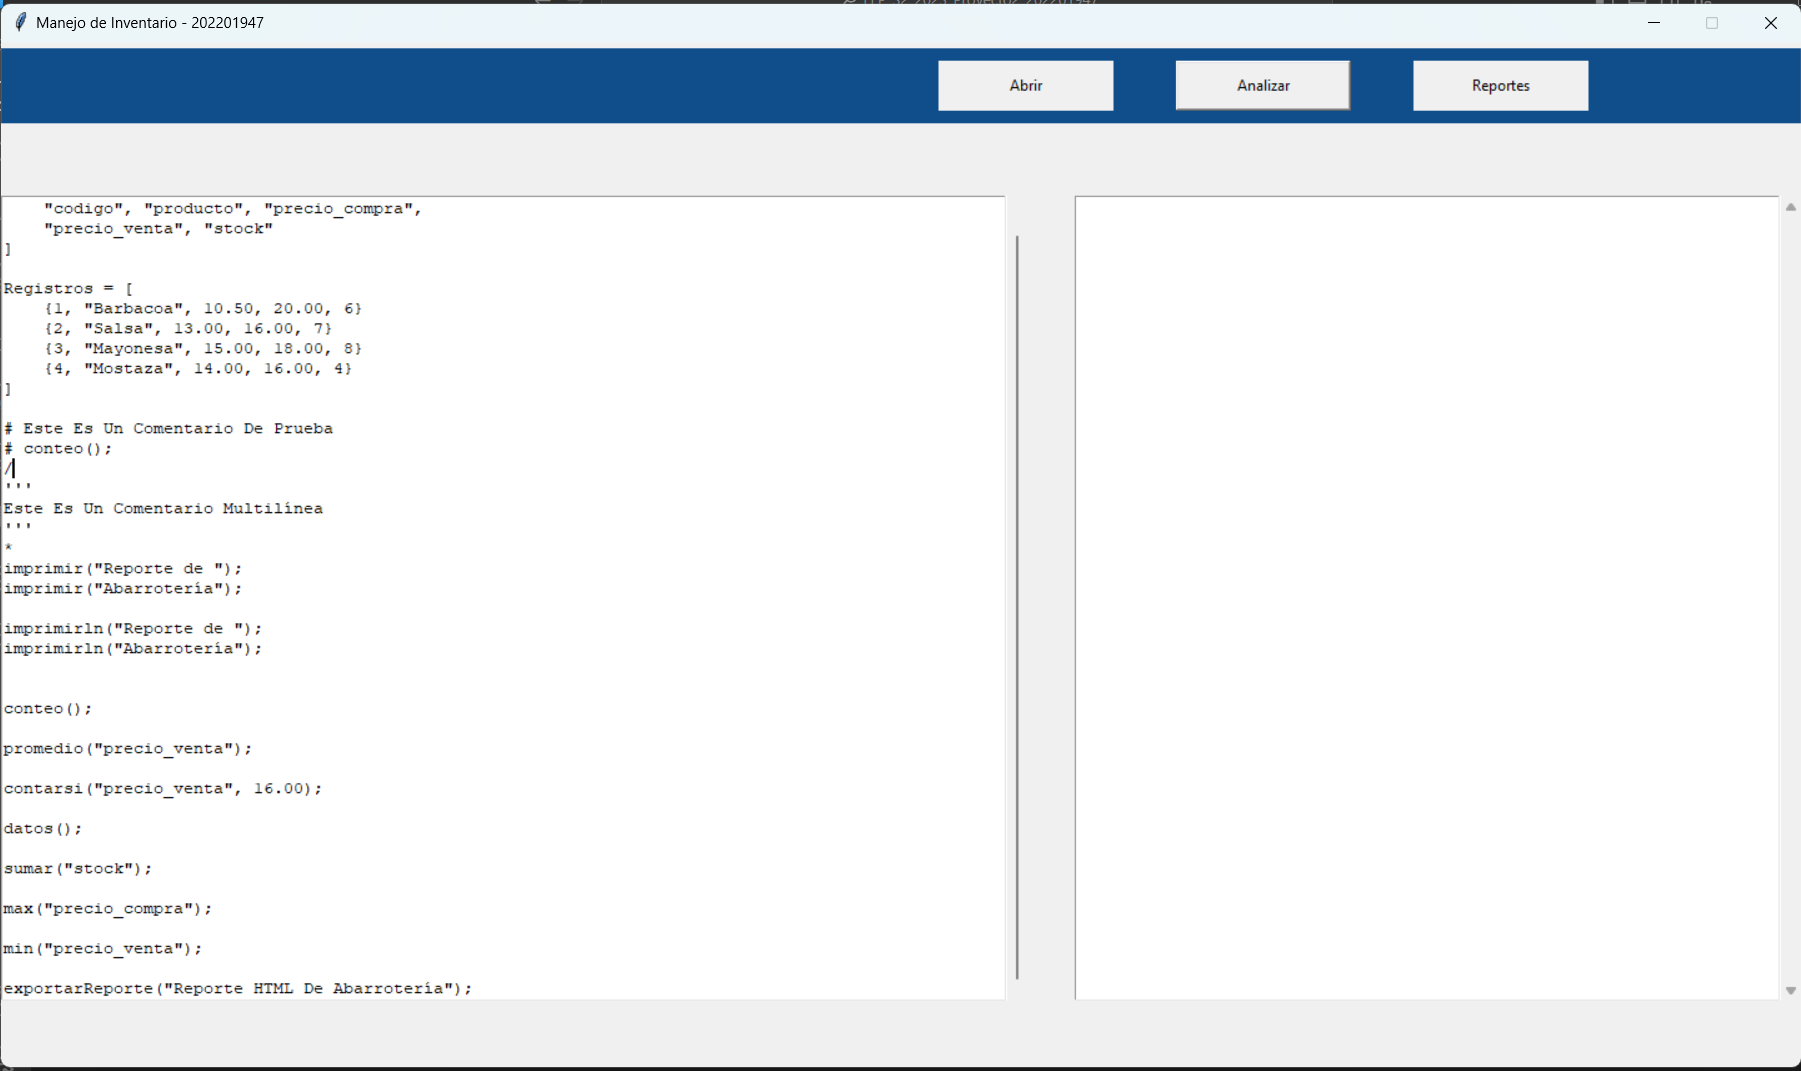 Manejo de Inventario - 202201947
Abrir
Analizar
Reportes
"codigo", "producto", "precio_compra",
"precio_venta", "stock"
]
Registros = [
{1, "Barbacoa", 10.50, 20.00, 6}
{2, "Salsa", 13.00, 16.00, 7}
{3, "Mayonesa", 15.00, 18.00, 8}
{4, "Mostaza", 14.00, 16.00, 4}
]
# Este Es Un Comentario De Prueba
# conteo();
/
'''
Este Es Un Comentario Multilínea
'''
*
imprimir("Reporte de ");
imprimir("Abarrotería");
imprimirln("Reporte de ");
imprimirln("Abarrotería");
conteo();
promedio("precio_venta");
contarsi("precio_venta", 16.00);
datos();
sumar("stock");
max("precio_compra");
min("precio_venta");
exportarReporte("Reporte HTML De Abarrotería");